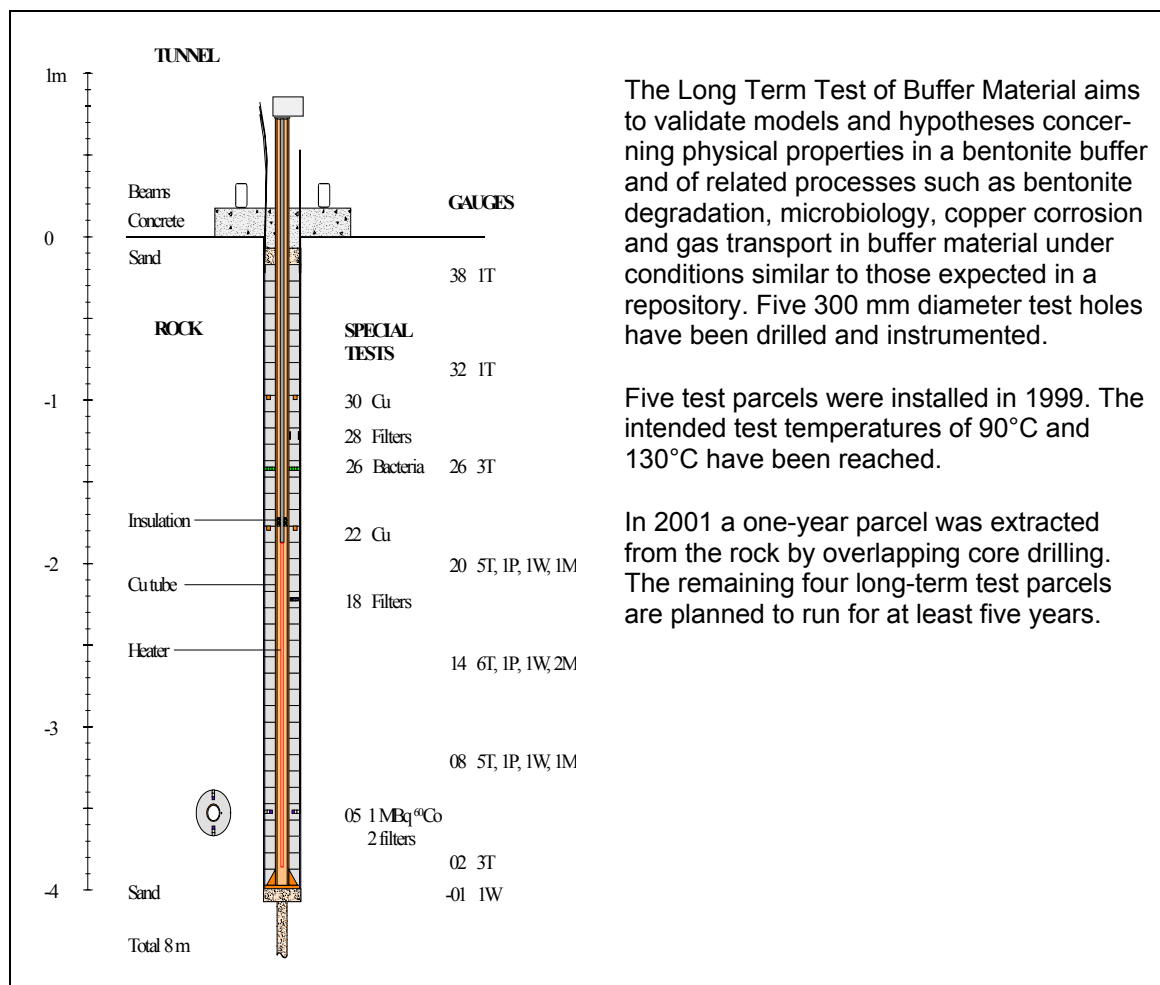 TUNNEL
1m
Beams
Concrete
GAUGES
0
Sand
38 1T
ROCK
SPECIAL
TESTS
32 1T
-1
30 Cu
28 Filters
26 Bacteria 26 3T
Insulation
22 Cu
-2
20 5T, 1P, 1W, 1M
Cu tube
18 Filters
Heater
14 6T, 1P, 1W, 2M
-3
08 5T, 1P, 1W, 1M
05 1 MBq ⁶⁰Co
2 filters
02 3T
-4
Sand
-01 1W
Total 8 m
The Long Term Test of Buffer Material aims
to validate models and hypotheses concer-
ning physical properties in a bentonite buffer
and of related processes such as bentonite
degradation, microbiology, copper corrosion
and gas transport in buffer material under
conditions similar to those expected in a
repository. Five 300 mm diameter test holes
have been drilled and instrumented.
Five test parcels were installed in 1999. The
intended test temperatures of 90°C and
130°C have been reached.
In 2001 a one-year parcel was extracted
from the rock by overlapping core drilling.
The remaining four long-term test parcels
are planned to run for at least five years.